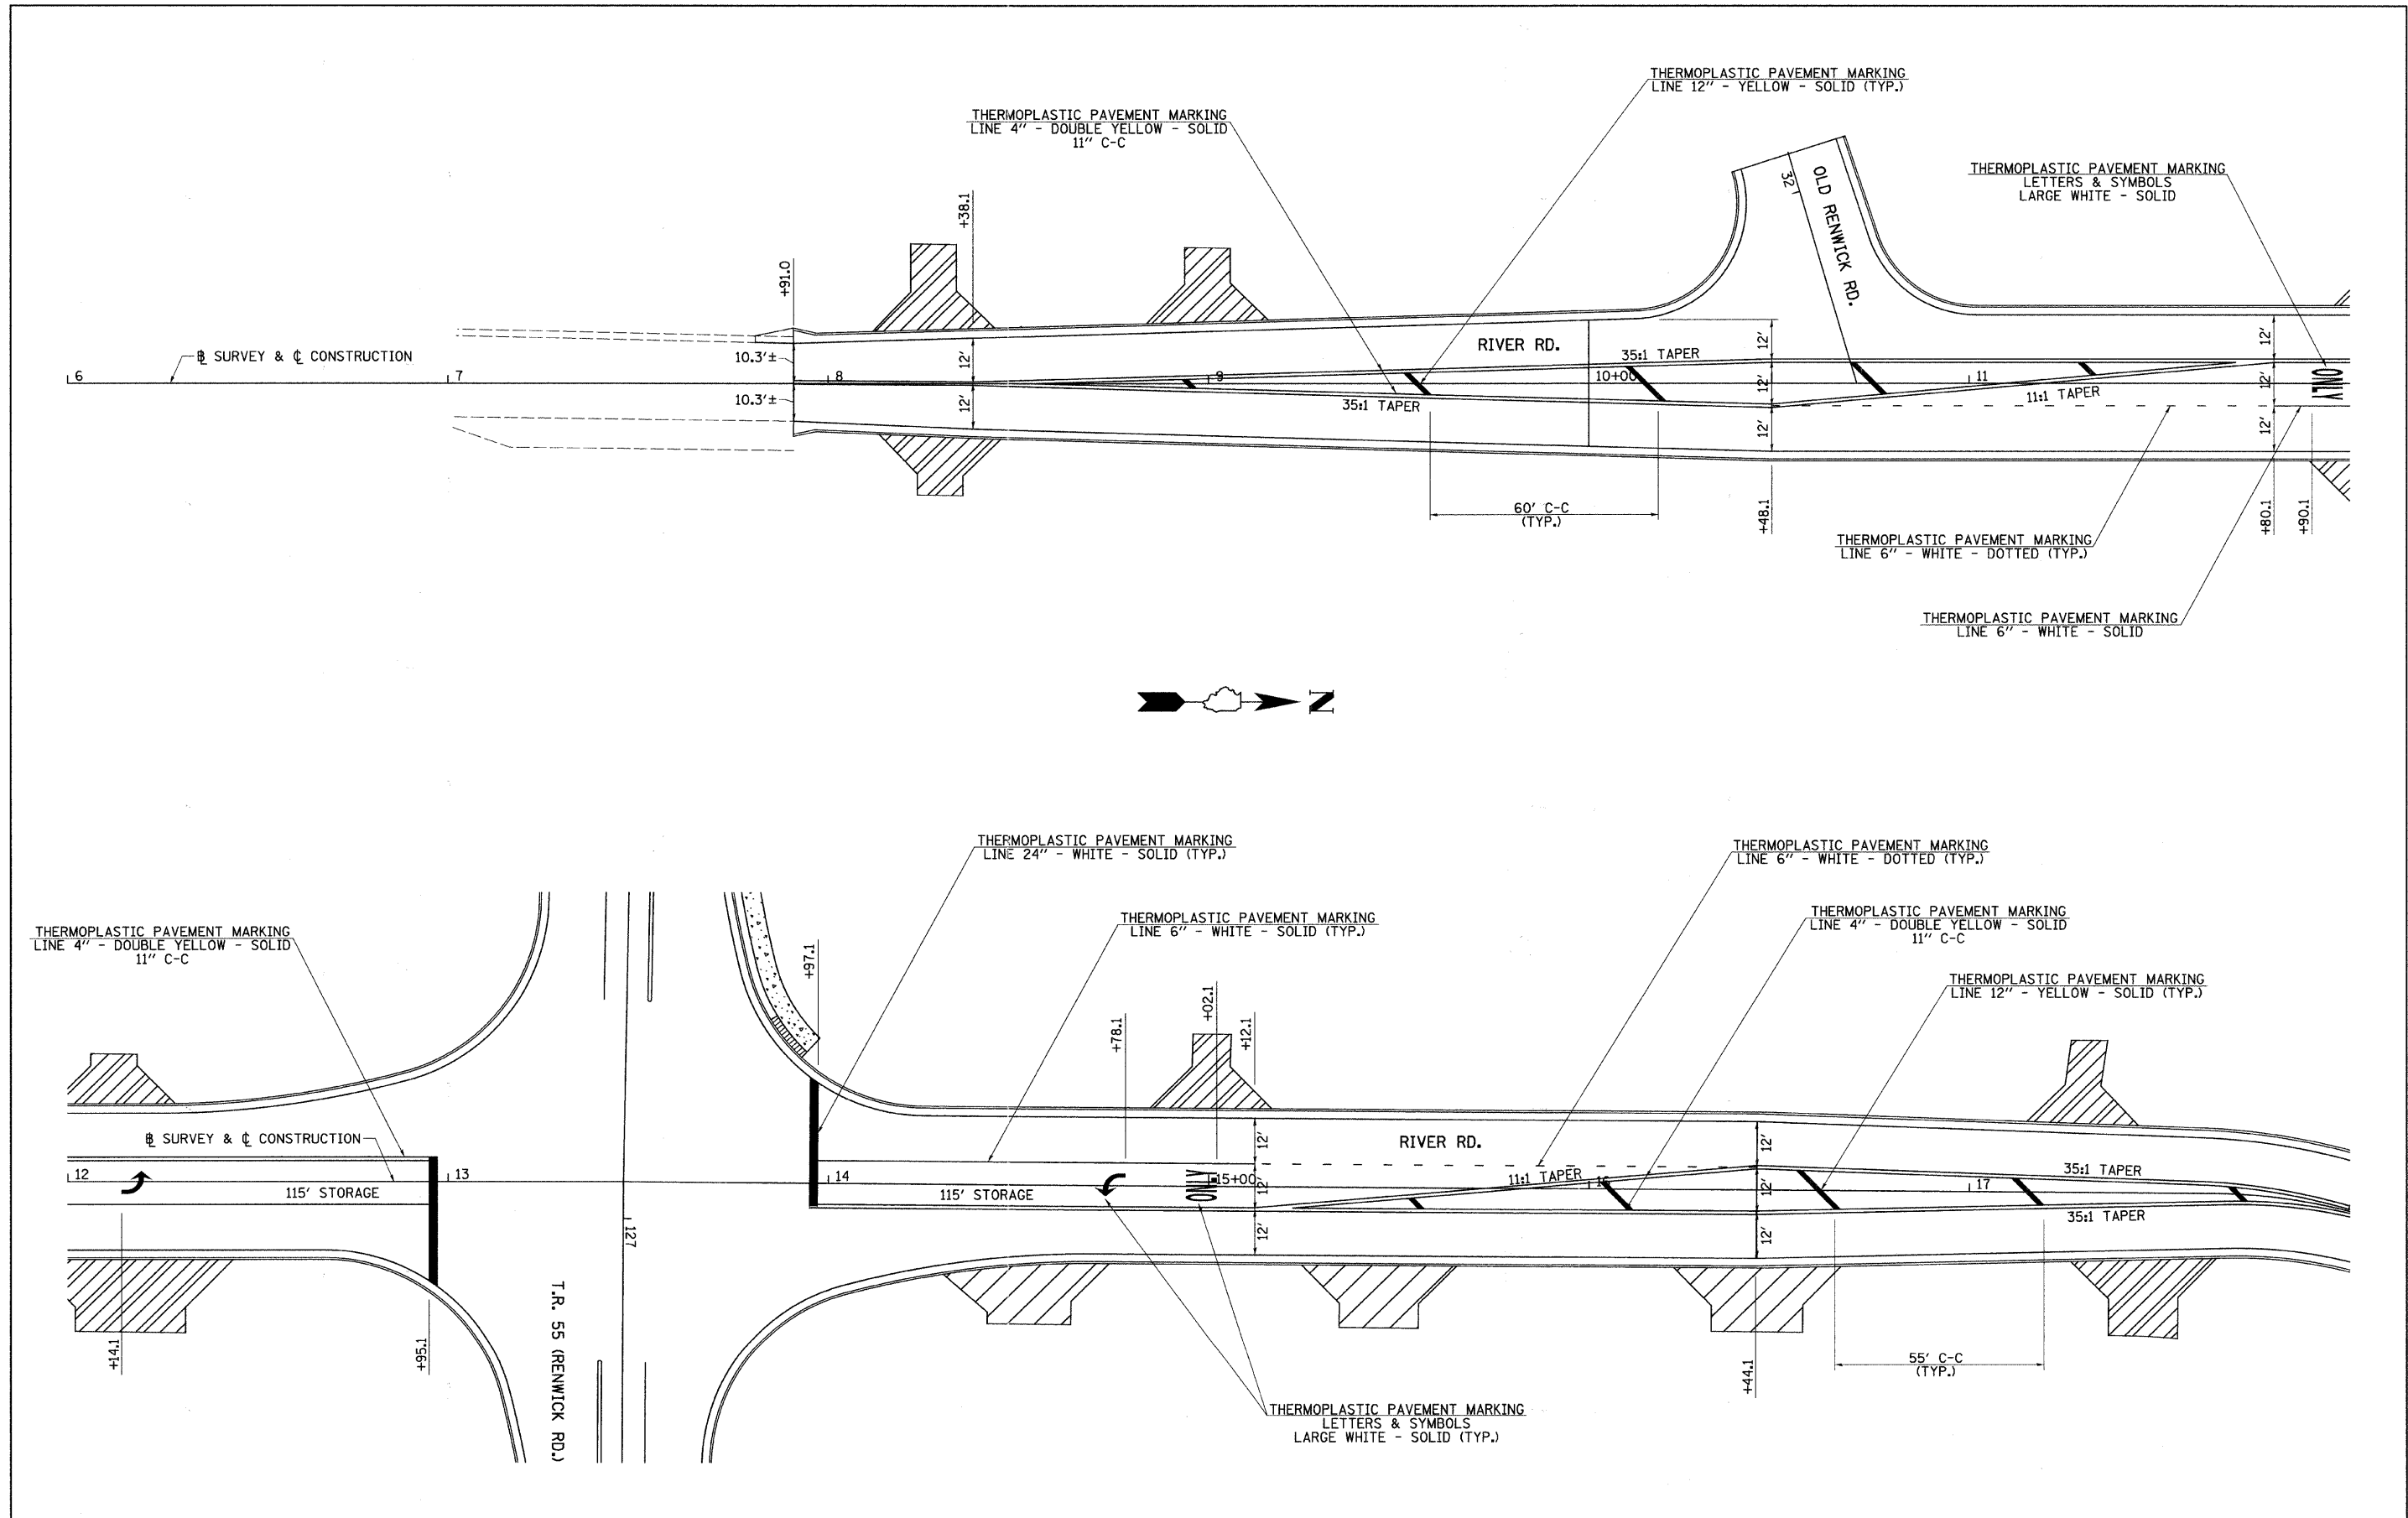 THERMOPLASTIC PAVEMENT MARKING
LINE 12" - YELLOW - SOLID (TYP.)
THERMOPLASTIC PAVEMENT MARKING
LINE 4" - DOUBLE YELLOW - SOLID
11" C-C
THERMOPLASTIC PAVEMENT MARKING
LETTERS & SYMBOLS
LARGE WHITE - SOLID
OLD RENWICK RD.
32
+38.1
+91.0
℄ SURVEY & ℄ CONSTRUCTION
10.3'±
10.3'±
12'
12'
RIVER RD.
35:1 TAPER
35:1 TAPER
12'
12'
12'
11:1 TAPER
12'
12'
12'
ONLY
6
7
8
9
10+00
11
60' C-C
(TYP.)
+48.1
+80.1
+90.1
THERMOPLASTIC PAVEMENT MARKING
LINE 6" - WHITE - DOTTED (TYP.)
THERMOPLASTIC PAVEMENT MARKING
LINE 6" - WHITE - SOLID
N
THERMOPLASTIC PAVEMENT MARKING
LINE 24" - WHITE - SOLID (TYP.)
THERMOPLASTIC PAVEMENT MARKING
LINE 6" - WHITE - DOTTED (TYP.)
THERMOPLASTIC PAVEMENT MARKING
LINE 4" - DOUBLE YELLOW - SOLID
11" C-C
THERMOPLASTIC PAVEMENT MARKING
LINE 6" - WHITE - SOLID (TYP.)
THERMOPLASTIC PAVEMENT MARKING
LINE 4" - DOUBLE YELLOW - SOLID
11" C-C
THERMOPLASTIC PAVEMENT MARKING
LINE 12" - YELLOW - SOLID (TYP.)
+97.1
+78.1
+02.1
+12.1
℄ SURVEY & ℄ CONSTRUCTION
RIVER RD.
12
13
14
15+00
16
17
115' STORAGE
115' STORAGE
ONLY
12'
12'
12'
11:1 TAPER
12'
12'
12'
35:1 TAPER
35:1 TAPER
127
T.R. 55 (RENWICK RD.)
+14.1
+95.1
+44.1
55' C-C
(TYP.)
THERMOPLASTIC PAVEMENT MARKING
LETTERS & SYMBOLS
LARGE WHITE - SOLID (TYP.)